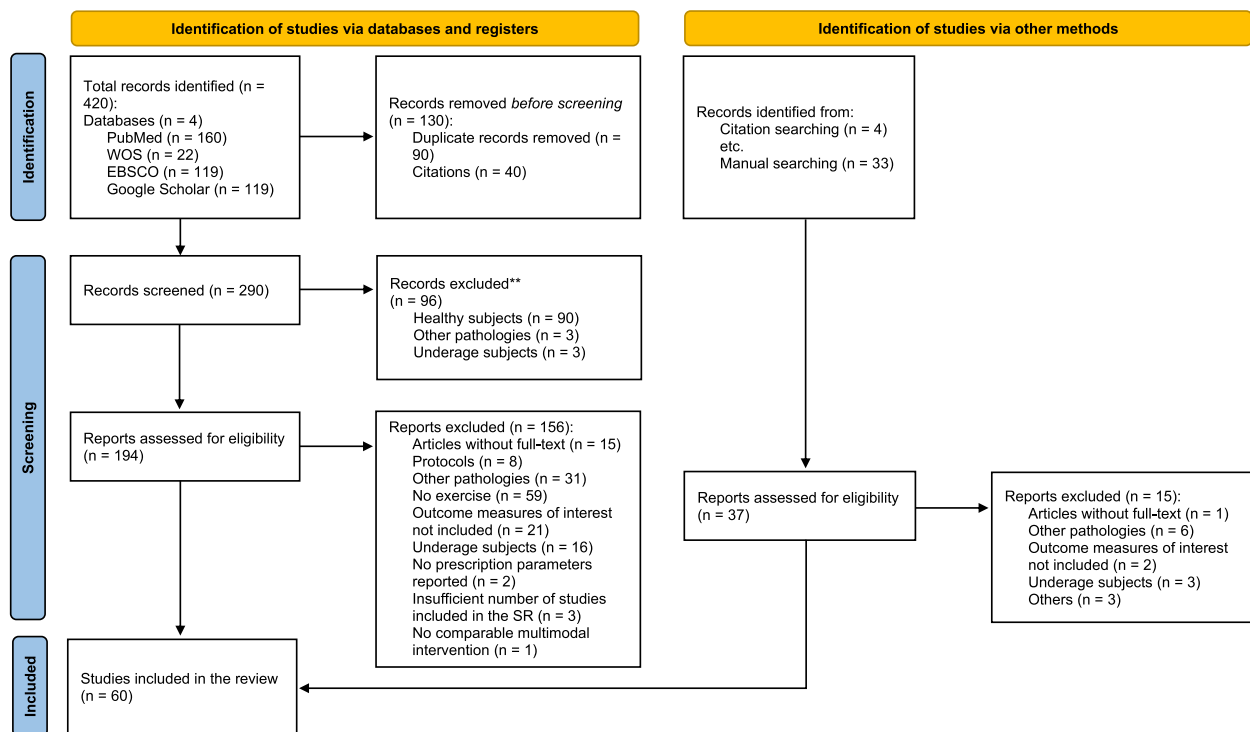 Identification of studies via databases and registers
Identification of studies via other methods
Identification
Total records identified (n =
420):
Databases (n = 4)
PubMed (n = 160)
WOS (n = 22)
EBSCO (n = 119)
Google Scholar (n = 119)
Records removed before screening
(n = 130):
Duplicate records removed (n =
90)
Citations (n = 40)
Records identified from:
Citation searching (n = 4)
etc.
Manual searching (n = 33)
Screening
Records screened (n = 290)
Records excluded**
(n = 96)
Healthy subjects (n = 90)
Other pathologies (n = 3)
Underage subjects (n = 3)
Reports assessed for eligibility
(n = 194)
Reports excluded (n = 156):
Articles without full-text (n = 15)
Protocols (n = 8)
Other pathologies (n = 31)
No exercise (n = 59)
Outcome measures of interest
not included (n = 21)
Underage subjects (n = 16)
No prescription parameters
reported (n = 2)
Insufficient number of studies
included in the SR (n = 3)
No comparable multimodal
intervention (n = 1)
Reports assessed for eligibility
(n = 37)
Reports excluded (n = 15):
Articles without full-text (n = 1)
Other pathologies (n = 6)
Outcome measures of interest
not included (n = 2)
Underage subjects (n = 3)
Others (n = 3)
Included
Studies included in the review
(n = 60)